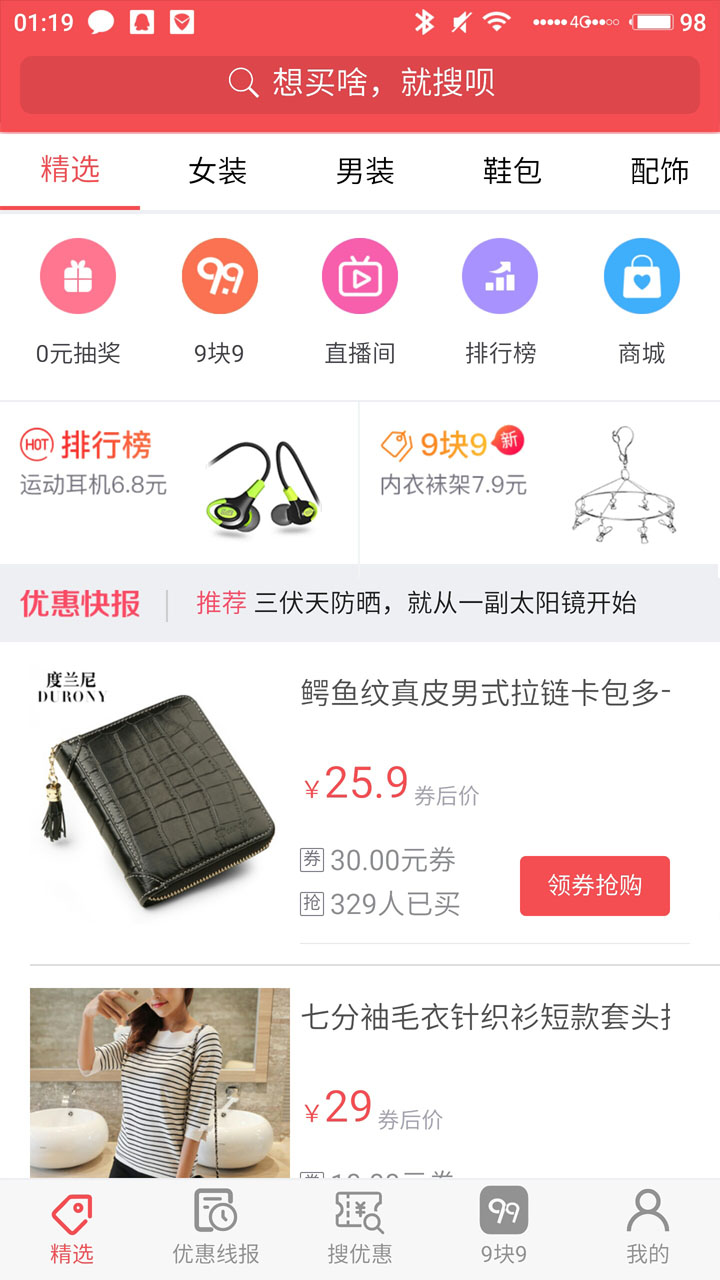 01:19
4G
98
想买啥，就搜呗
精选 女装 男装 鞋包 配饰
9.9
0元抽奖 9块9 直播间 排行榜 商城
HOT 排行榜
运动耳机6.8元
9块9 新
内衣袜架7.9元
优惠快报 推荐 三伏天防晒，就从一副太阳镜开始
度兰尼
DURONY
鳄鱼纹真皮男式拉链卡包多
¥25.9 券后价
券 30.00元券
抢 329人已买
领券抢购
七分袖毛衣针织衫短款套头
¥29 券后价
99
精选 优惠线报 搜优惠 9块9 我的